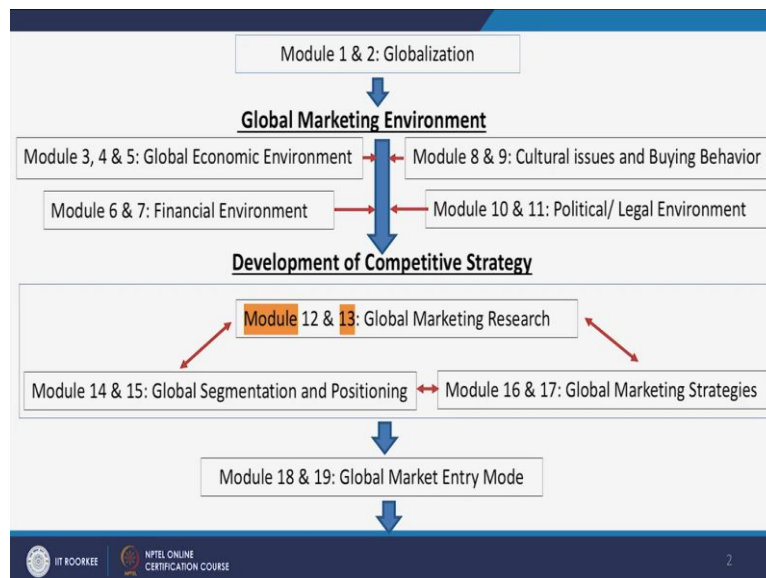 Module 1 & 2: Globalization
Global Marketing Environment
Module 3, 4 & 5: Global Economic Environment
Module 8 & 9: Cultural issues and Buying Behavior
Module 6 & 7: Financial Environment
Module 10 & 11: Political/ Legal Environment
Development of Competitive Strategy
Module 12 & 13: Global Marketing Research
Module 14 & 15: Global Segmentation and Positioning
Module 16 & 17: Global Marketing Strategies
Module 18 & 19: Global Market Entry Mode
IIT ROORKEE
NPTEL ONLINE
CERTIFICATION COURSE
2